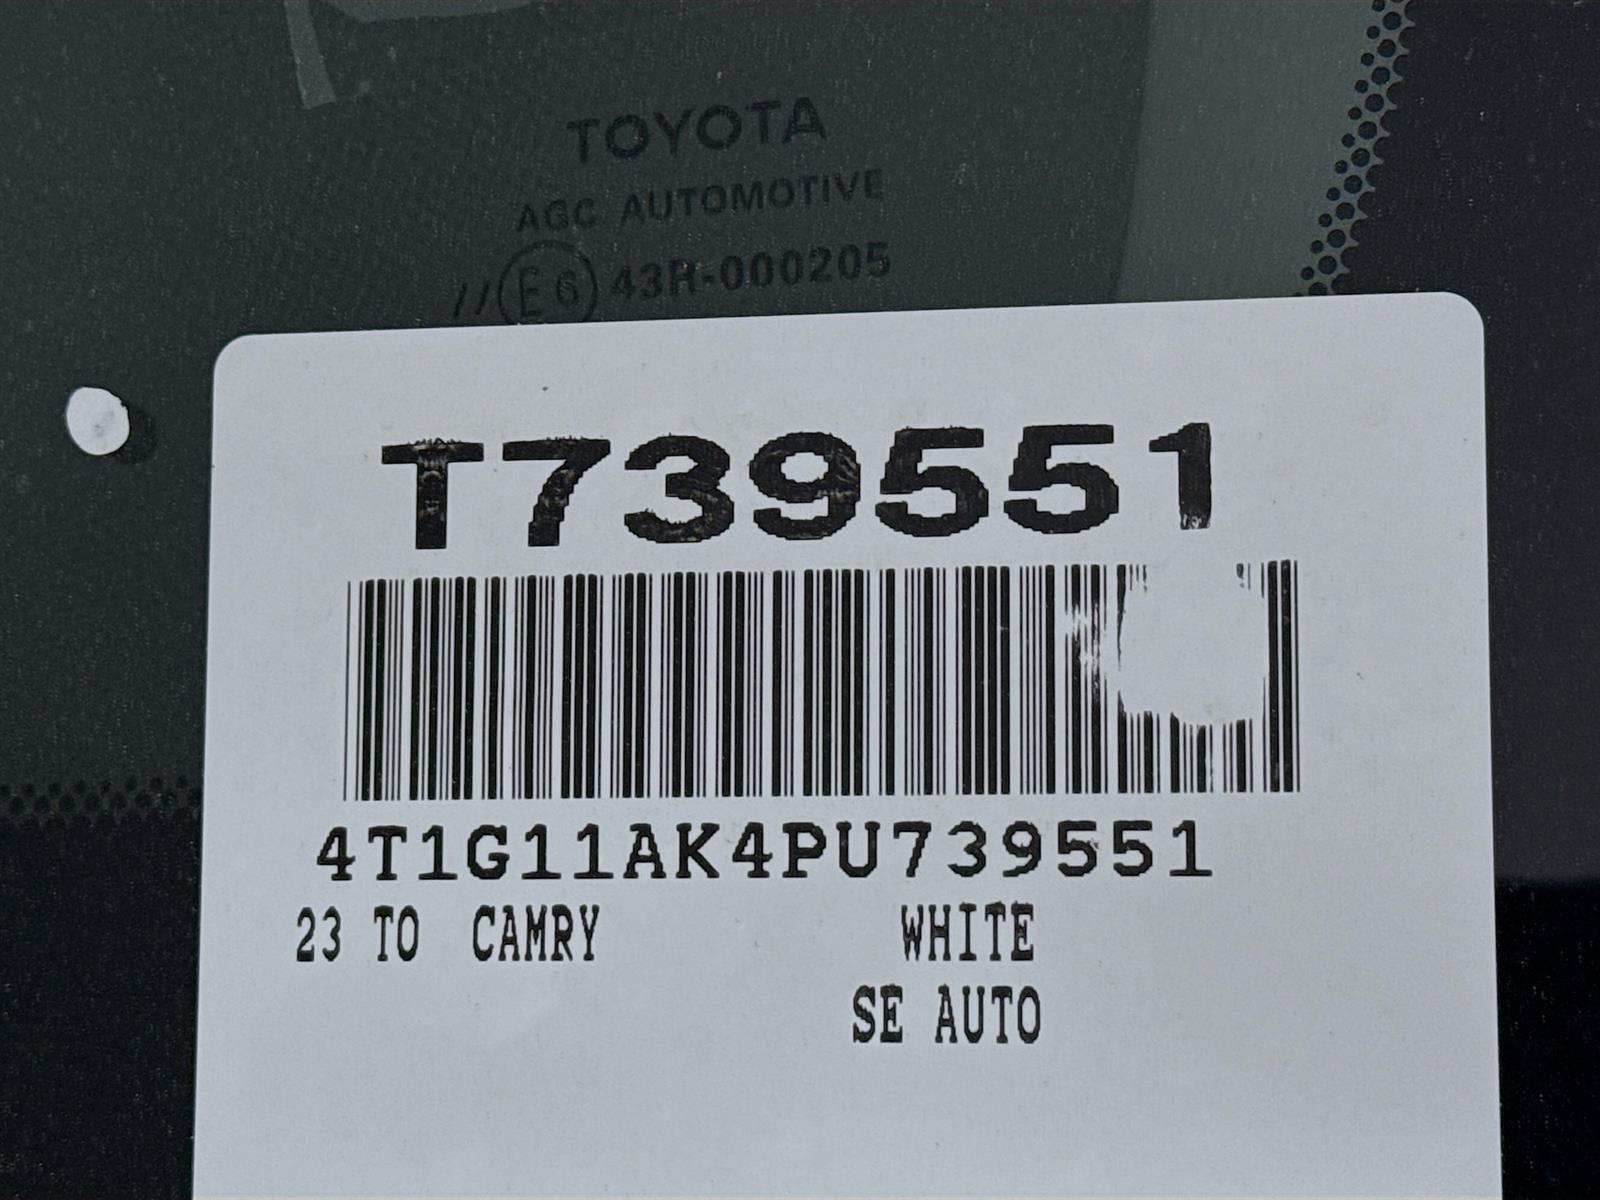 TOYOTA
AGC AUTOMOTIVE
// E6 43R-000205
T739551
4T1G11AK4PU739551
23 TO CAMRY WHITE
SE AUTO